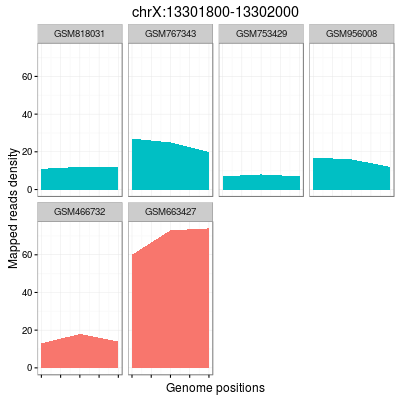 chrX:13301800-13302000
GSM818031 GSM767343 GSM753429 GSM956008
60
40
20
0
Mapped reads density
GSM466732 GSM663427
60
40
20
0
Genome positions